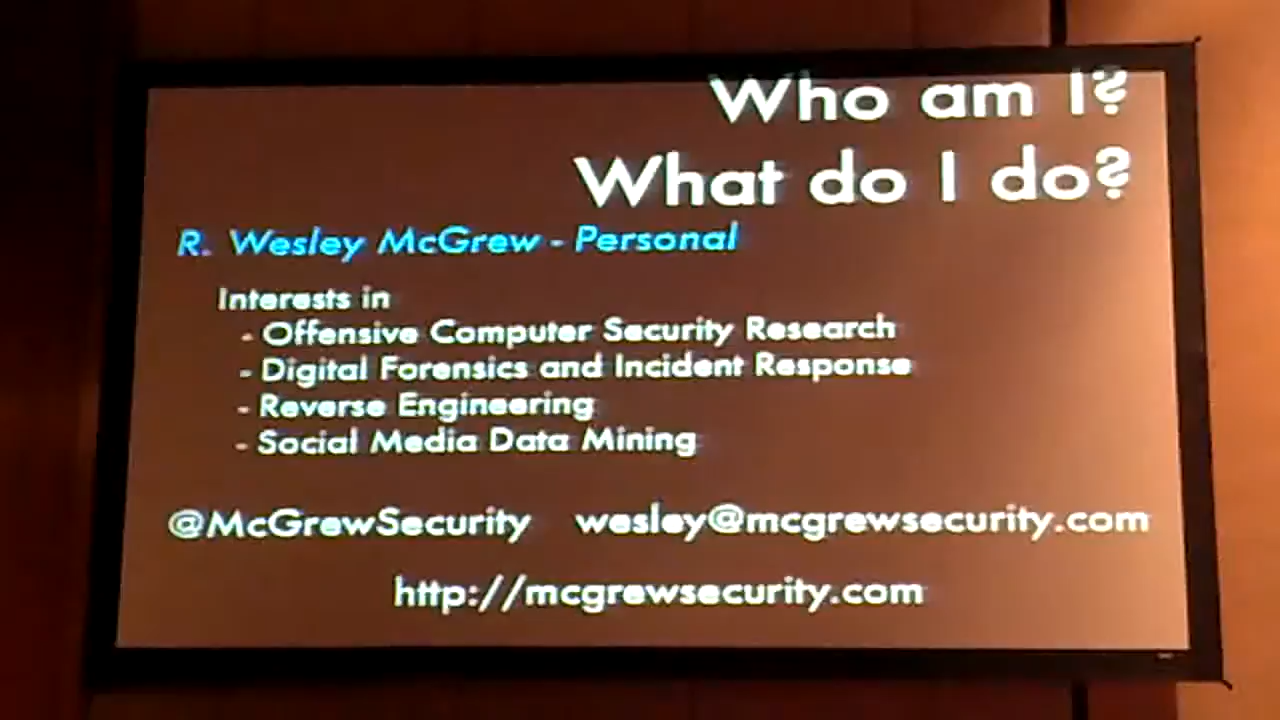 Who am I?
What do I do?
R. Wesley McGrew - Personal
Interests in
- Offensive Computer Security Research
- Digital Forensics and Incident Response
- Reverse Engineering
- Social Media Data Mining
@McGrewSecurity wesley@mcgrewsecurity.com
http://mcgrewsecurity.com